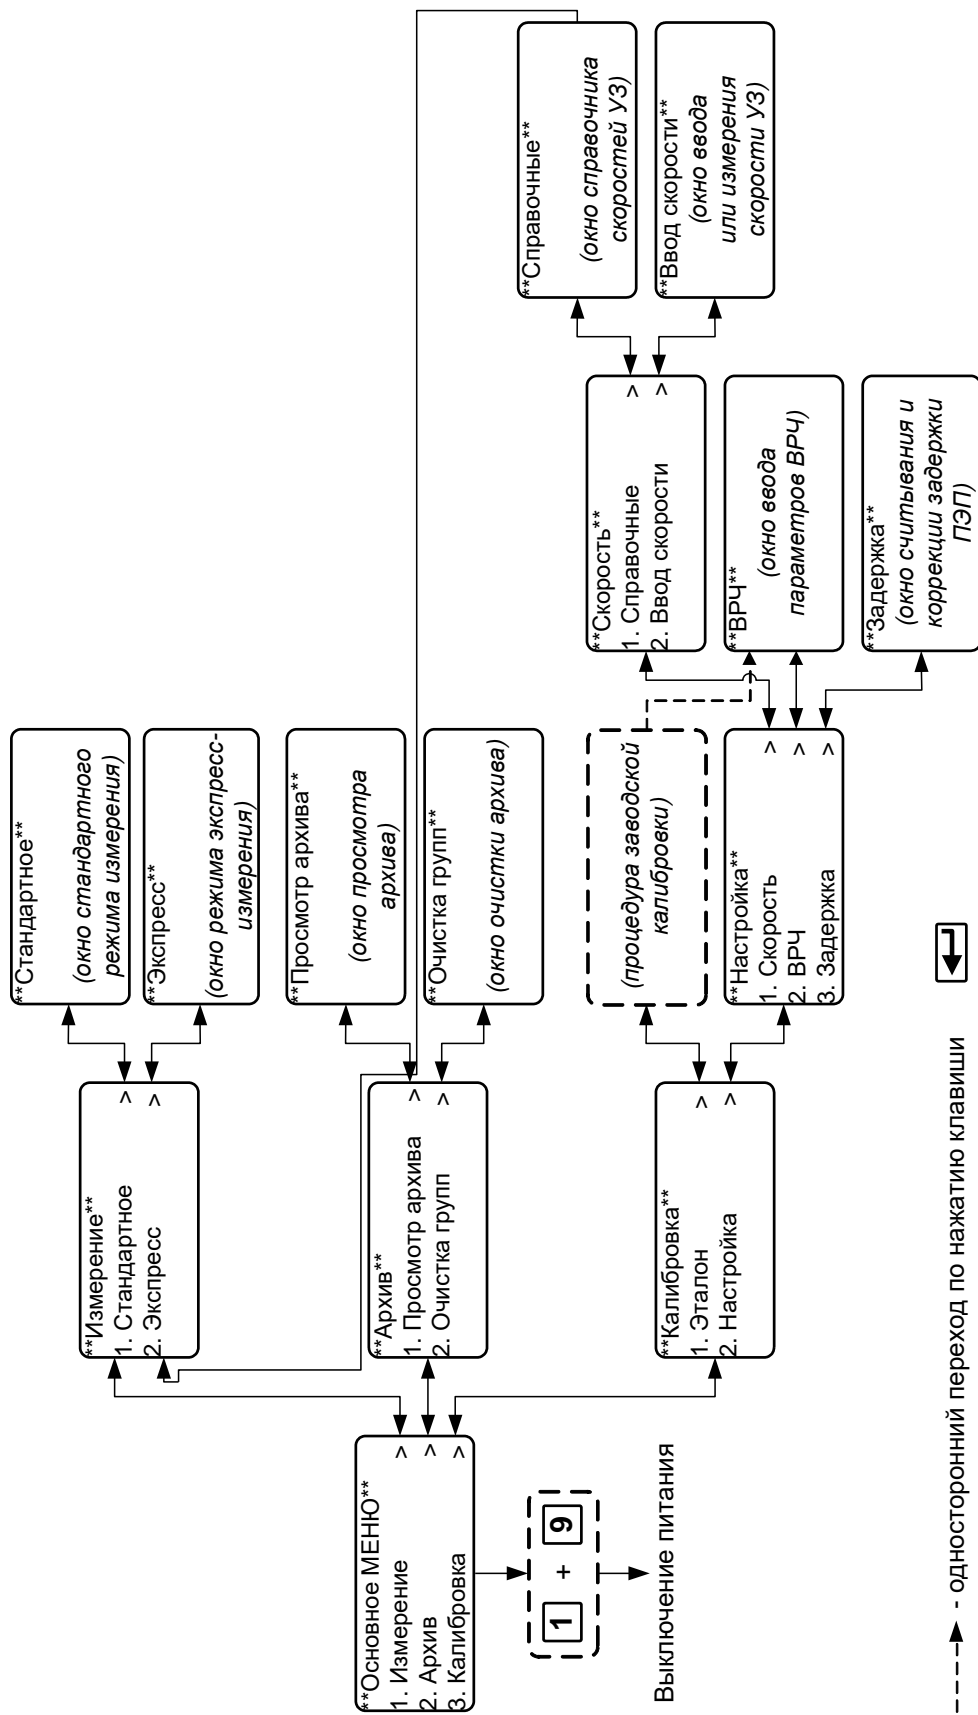 **Основное МЕНЮ**
1. Измерение >
2. Архив >
3. Калибровка >
1 + 9
Выключение питания
**Измерение**
1. Стандартное >
2. Экспресс >
**Архив**
1. Просмотр архива >
2. Очистка групп >
**Калибровка**
1. Эталон >
2. Настройка >
**Стандартное**
(окно стандартного
режима измерения)
**Экспресс**
(окно режима экспресс-
измерения)
**Просмотр архива**
(окно просмотра
архива)
**Очистка групп**
(окно очистки архива)
(процедура заводской
калибровки)
**Настройка**
1. Скорость >
2. ВРЧ >
3. Задержка >
**Скорость**
1. Справочные >
2. Ввод скорости >
**ВРЧ**
(окно ввода
параметров ВРЧ)
**Задержка**
(окно считывания и
коррекции задержки
ПЭП)
**Справочные**
(окно справочника
скоростей УЗ)
**Ввод скорости**
(окно ввода
или измерения
скорости УЗ)
- односторонний переход по нажатию клавиши